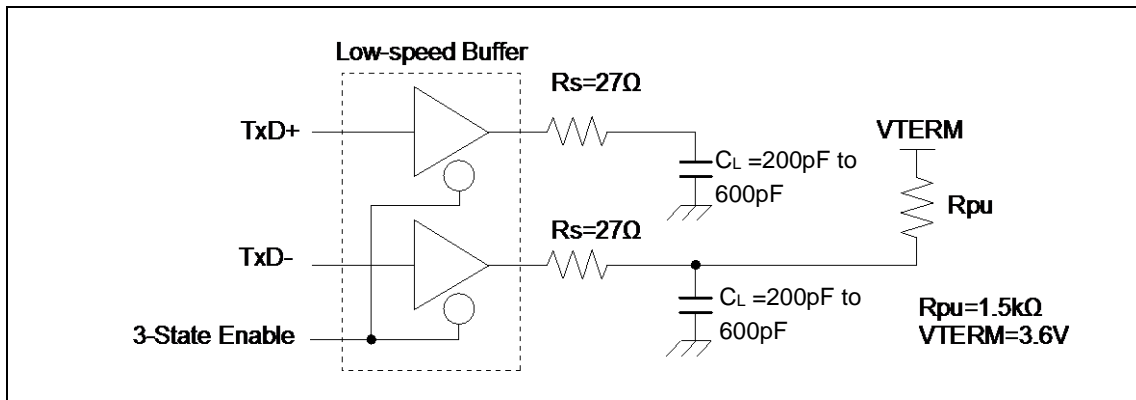 Low-speed Buffer
Rs=27Ω
TxD+
VTERM
CL =200pF to
600pF
Rpu
Rs=27Ω
TxD-
CL =200pF to
600pF
Rpu=1.5kΩ
VTERM=3.6V
3-State Enable